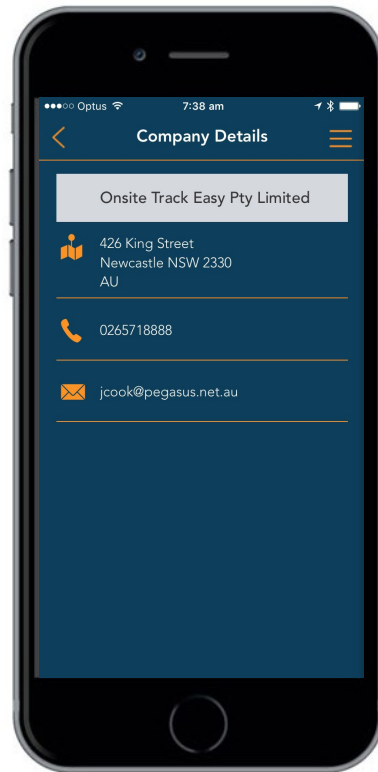 Optus
7:38 am
Company Details
Onsite Track Easy Pty Limited
426 King Street
Newcastle NSW 2330
AU
0265718888
jcook@pegasus.net.au